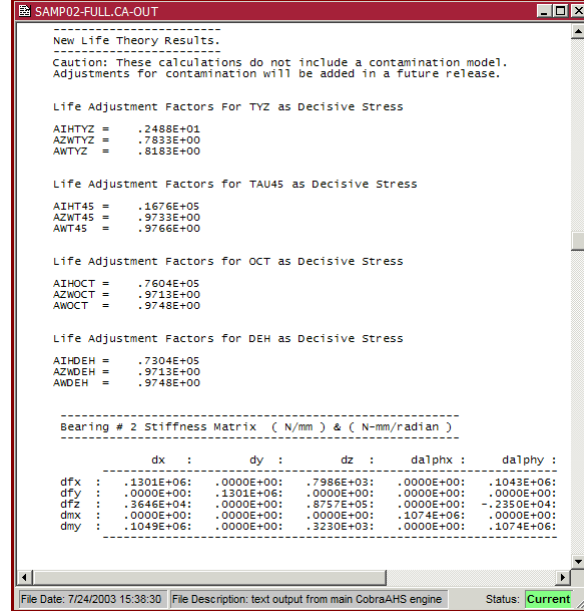 SAMP02-FULL.CA-OUT
-------------------------
New Life Theory Results.
-------------------------
Caution: These calculations do not include a contamination model.
Adjustments for contamination will be added in a future release.
Life Adjustment Factors For TYZ as Decisive Stress
AIHTYZ = .2488E+01
AZWTYZ = .7833E+00
AWTYZ = .8183E+00
Life Adjustment Factors for TAU45 as Decisive Stress
AIHT45 = .1676E+05
AZWT45 = .9733E+00
AWT45 = .9766E+00
Life Adjustment Factors for OCT as Decisive Stress
AIHOCT = .7604E+05
AZWOCT = .9713E+00
AWOCT = .9748E+00
Life Adjustment Factors for DEH as Decisive Stress
AIHDEH = .7304E+05
AZWDEH = .9713E+00
AWDEH = .9748E+00
------------------------------------------------------------
Bearing # 2 Stiffness Matrix ( N/mm ) & ( N-mm/radian )
------------------------------------------------------------
dx : dy : dz : dalphx : dalphy :
--------------------------------------------------------------------
dfx : .1301E+06: .0000E+00: .7986E+03: .0000E+00: .1043E+06:
dfy : .0000E+00: .1301E+06: .0000E+00: .0000E+00: .0000E+00:
dfz : .3646E+04: .0000E+00: .8757E+05: .0000E+00: -.2350E+04:
dmx : .0000E+00: .0000E+00: .0000E+00: .1074E+06: .0000E+00:
dmy : .1049E+06: .0000E+00: .3230E+03: .0000E+00: .1074E+06:
--------------------------------------------------------------------
File Date: 7/24/2003 15:38:30 File Description: text output from main CobraAHS engine Status: Current